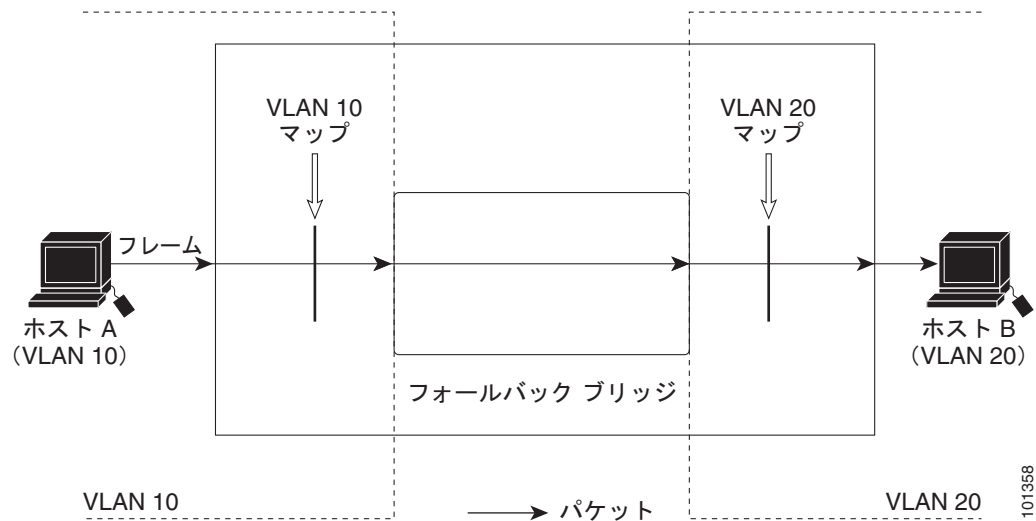 VLAN 10
マップ
VLAN 20
マップ
フレーム
ホスト A
(VLAN 10)
ホスト B
(VLAN 20)
フォールバック ブリッジ
VLAN 10
パケット
VLAN 20
101358